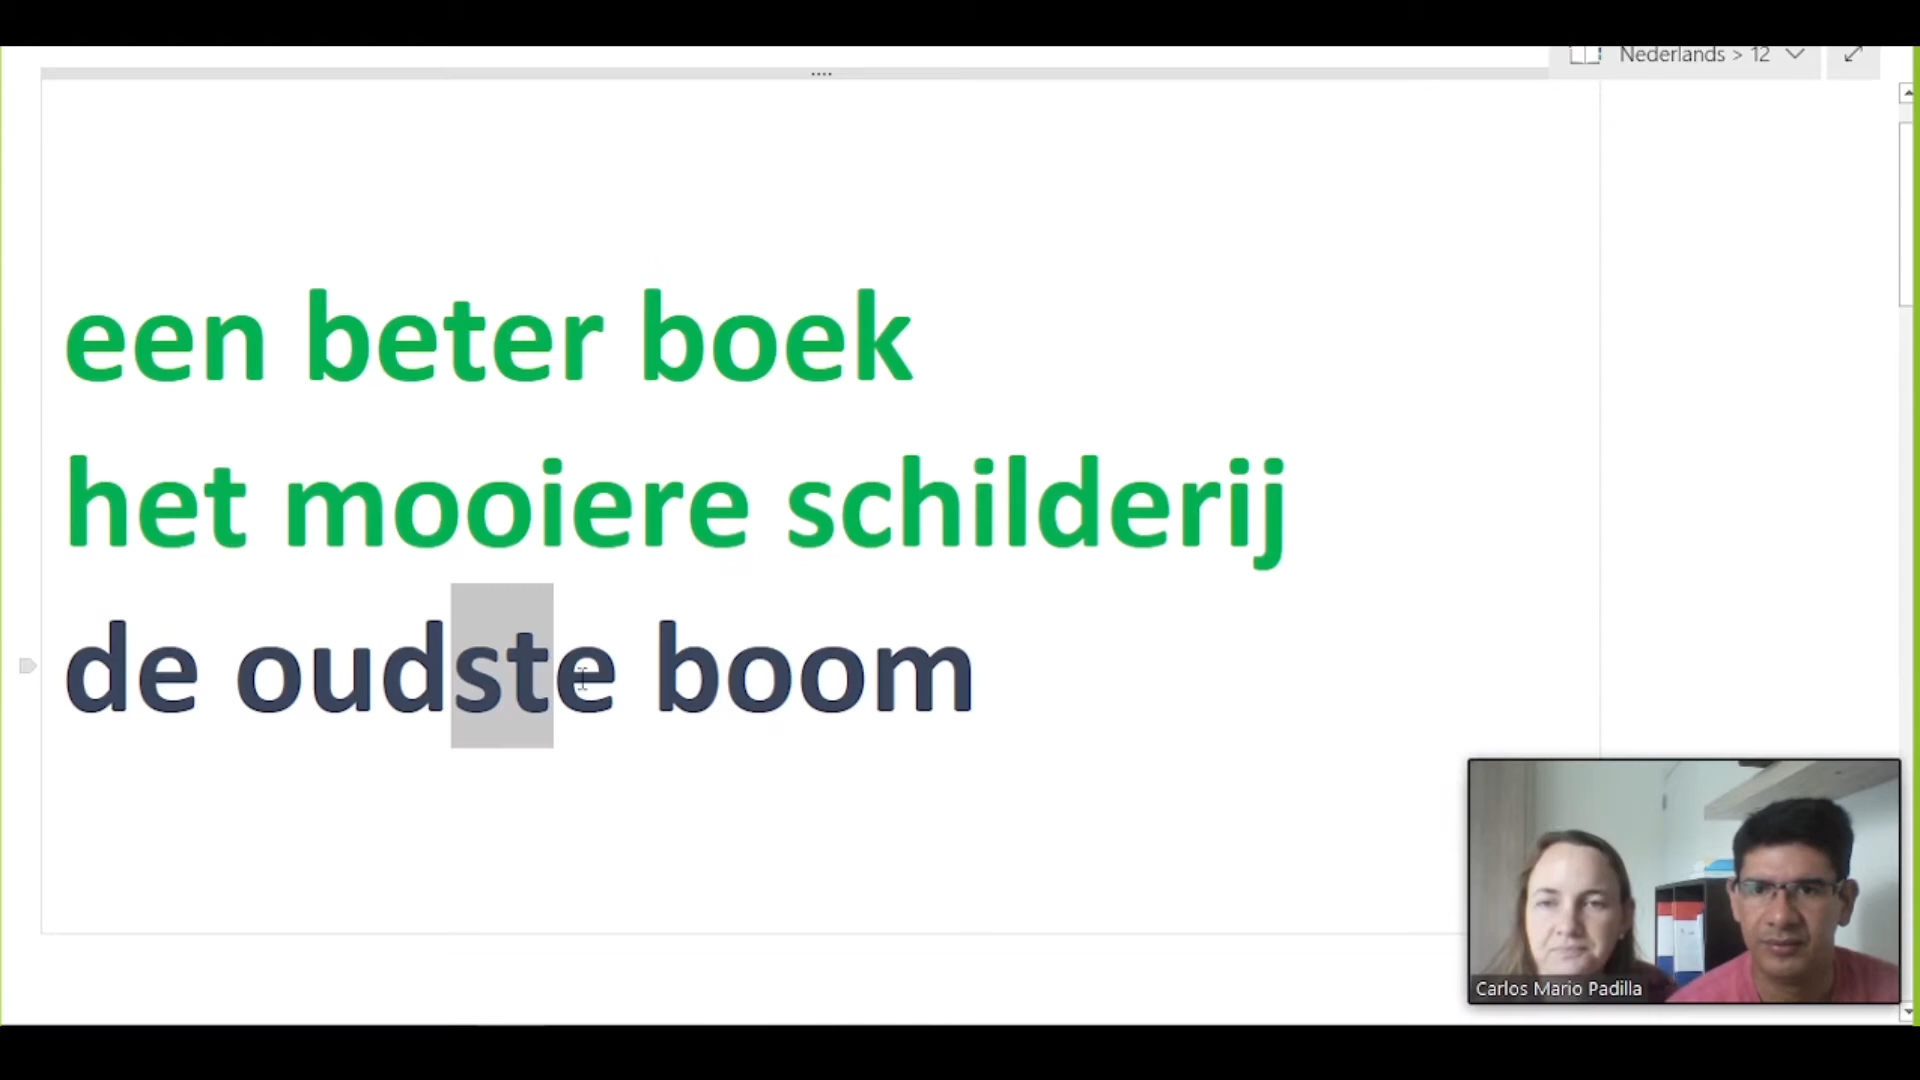 Nederlands > 12
een beter boek
het mooiere schilderij
de oudste boom
Carlos Mario Padilla